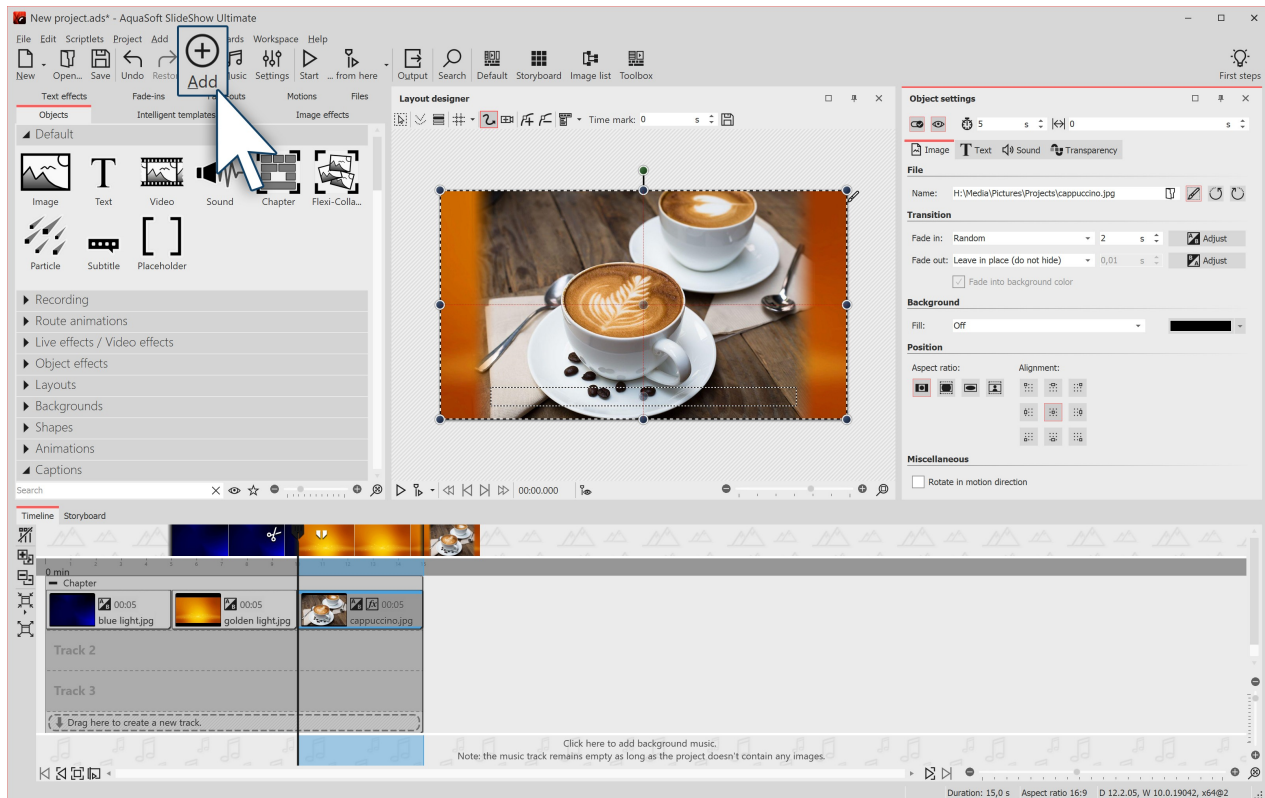 New project.ads* - AquaSoft SlideShow Ultimate
File Edit Scriptlets Project Add Workspace Help
New Open... Save Undo Add Settings Start ... from here Output Search Default Storyboard Image list Toolbox First steps
Text effects Fade-ins Motions Files
Objects Intelligent templates Image effects
Default
Image Text Video Sound Chapter Flexi-Colla...
Particle Subtitle Placeholder
Recording
Route animations
Live effects / Video effects
Object effects
Layouts
Backgrounds
Shapes
Animations
Captions
Search
Layout designer
Time mark: 0 s
00:00.000
Object settings
5 s 0 s
Image Text Sound Transparency
File
Name: H:\Media\Pictures\Projects\cappuccino.jpg
Transition
Fade in: Random 2 s Adjust
Fade out: Leave in place (do not hide) 0,01 s Adjust
Fade into background color
Background
Fill: Off
Position
Aspect ratio: Alignment:
Miscellaneous
Rotate in motion direction
Timeline Storyboard
0 min
Chapter
00:05 00:05 00:05
blue light.jpg golden light.jpg cappuccino.jpg
Track 2
Track 3
Drag here to create a new track.
Click here to add background music.
Note: the music track remains empty as long as the project doesn't contain any images.
Duration: 15,0 s Aspect ratio 16:9 D 12.2.05, W 10.0.19042, x64@2